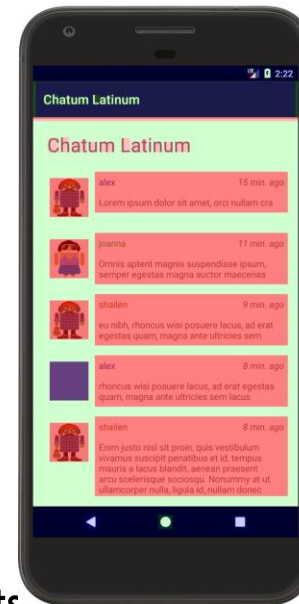 2:22
Chatum Latinum
Chatum Latinum
alex 15 min. ago
Lorem ipsum dolor sit amet, orci nullam cra
joanna 11 min. ago
Omnis aptent magnis suspendisse ipsum,
semper egestas magna auctor maecenas
shailen 9 min. ago
eu nibh, rhoncus wisi posuere lacus, ad erat
egestas quam, magna ante ultricies sem
alex 8 min. ago
rhoncus wisi posuere lacus, ad erat egestas
quam, magna ante ultricies sem lacus
shailen 8 min. ago
Enim justo nisl sit proin, quis vestibulum
vivamus suscipit penatibus et id, tempus
mauris a lacus blandit, aenean praesent
arcu scelerisque sociosqu. Nonummy at ut
ullamcorper nulla, ligula id, nullam donec